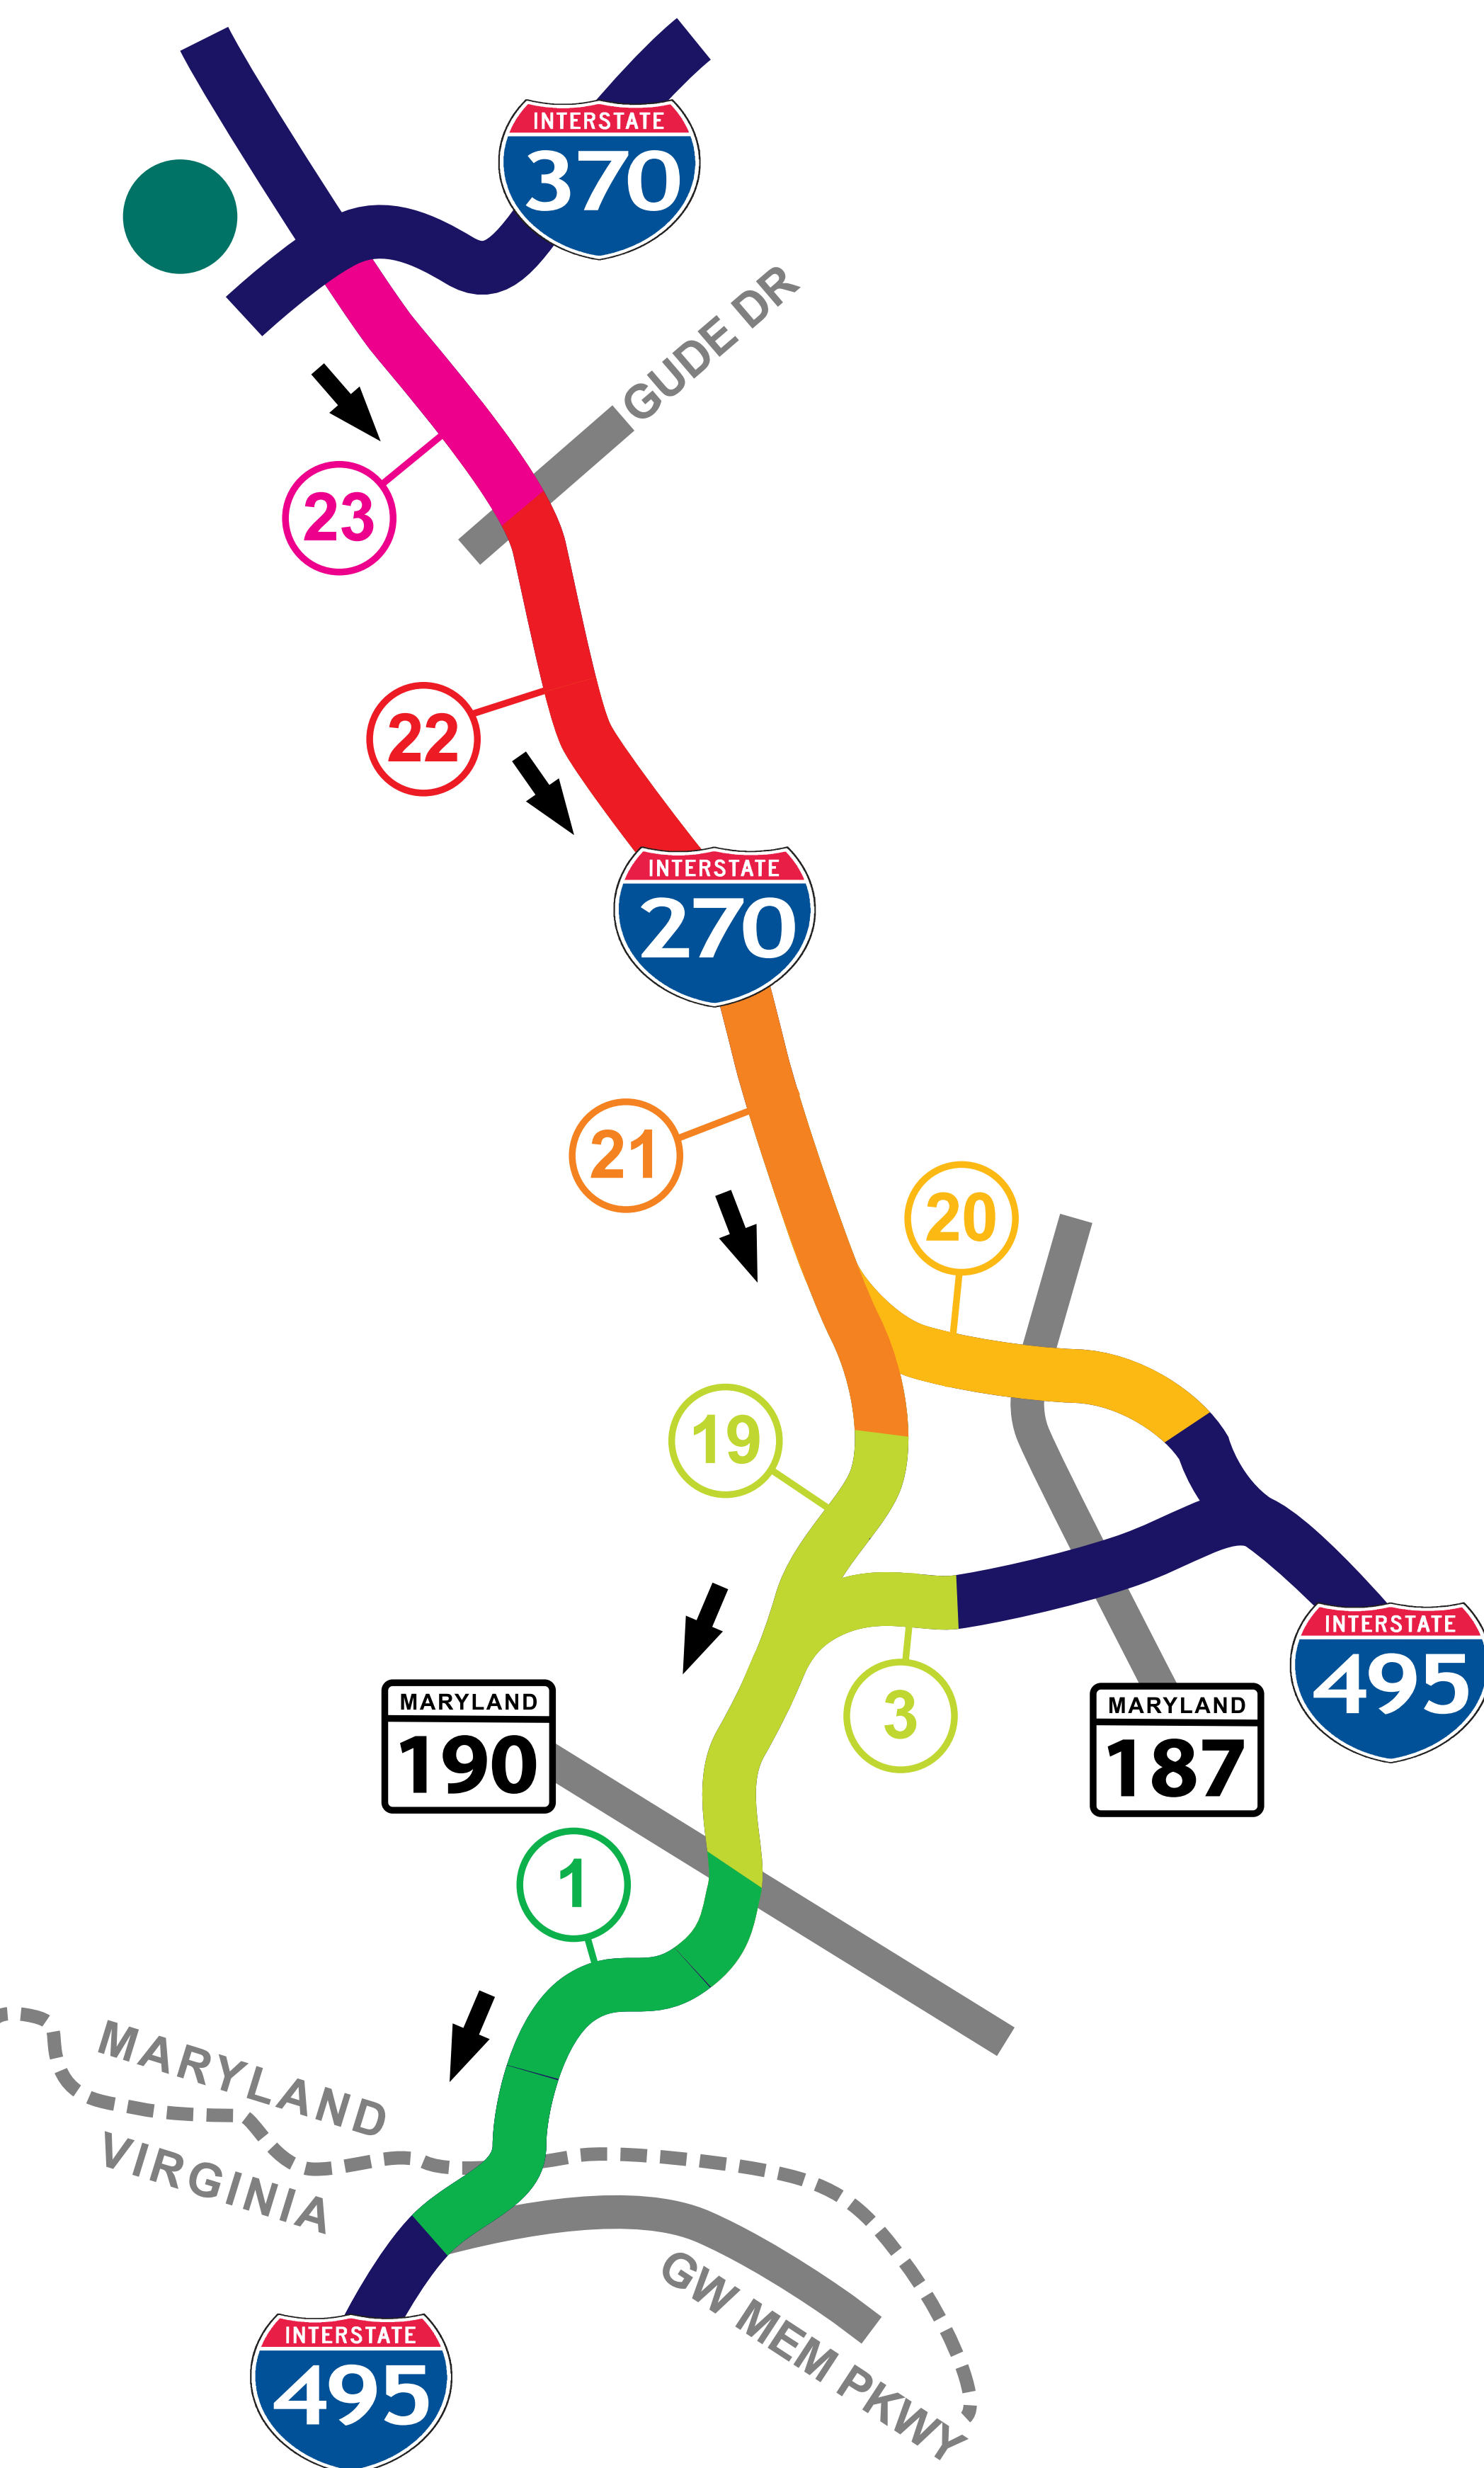 INTERSTATE
370
GUDE DR
23
22
INTERSTATE
270
21
20
19
INTERSTATE
495
3
MARYLAND
190
MARYLAND
187
1
MARYLAND
VIRGINIA
GW MEM PKWY
INTERSTATE
495